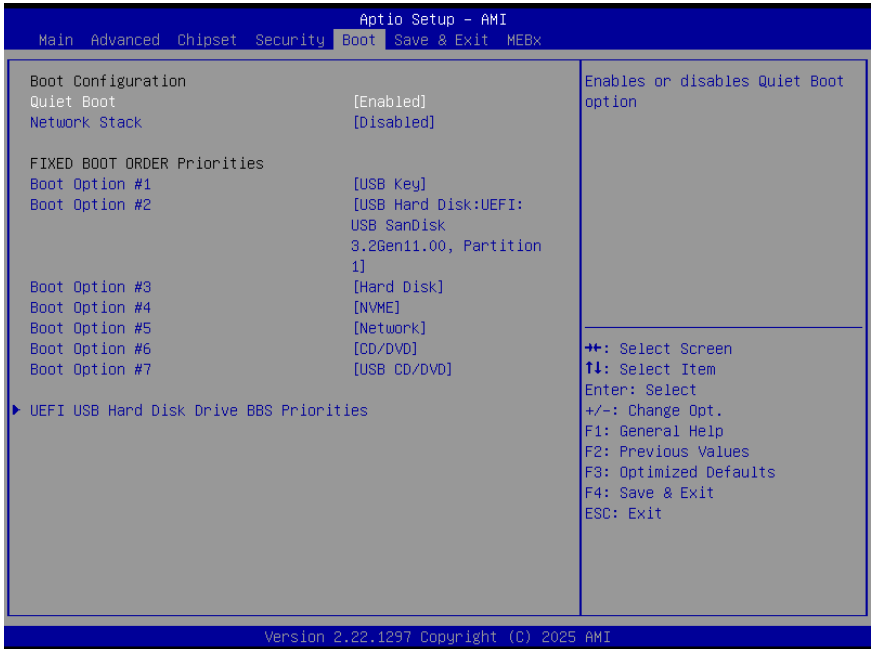 Aptio Setup – AMI
Main Advanced Chipset Security Boot Save & Exit MEBx
Boot Configuration
Quiet Boot [Enabled]
Network Stack [Disabled]
FIXED BOOT ORDER Priorities
Boot Option #1 [USB Key]
Boot Option #2 [USB Hard Disk:UEFI:
USB SanDisk
3.2Gen11.00, Partition
1]
Boot Option #3 [Hard Disk]
Boot Option #4 [NVME]
Boot Option #5 [Network]
Boot Option #6 [CD/DVD]
Boot Option #7 [USB CD/DVD]
UEFI USB Hard Disk Drive BBS Priorities
Enables or disables Quiet Boot
option
→←: Select Screen
↑↓: Select Item
Enter: Select
+/-: Change Opt.
F1: General Help
F2: Previous Values
F3: Optimized Defaults
F4: Save & Exit
ESC: Exit
Version 2.22.1297 Copyright (C) 2025 AMI